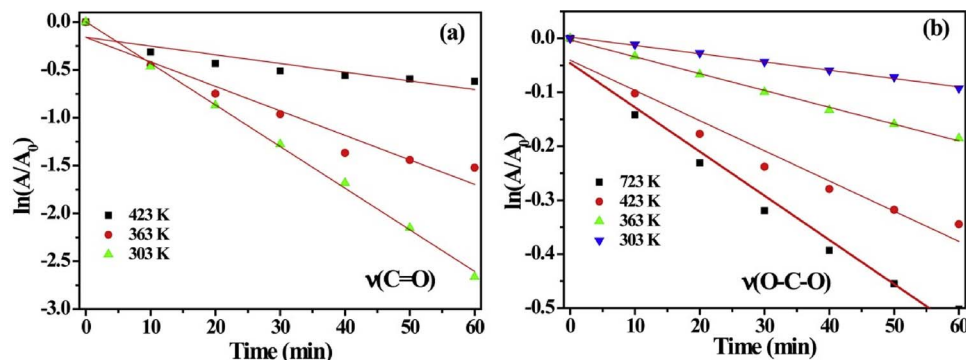 (a)
0.0
-0.5
-1.0
-1.5
-2.0
-2.5
-3.0
ln(A/A₀)
423 K
363 K
303 K
ν(C=O)
0 10 20 30 40 50 60
Time (min)
(b)
0.0
-0.1
-0.2
-0.3
-0.4
-0.5
ln(A/A₀)
723 K
423 K
363 K
303 K
ν(O-C-O)
0 10 20 30 40 50 60
Time (min)